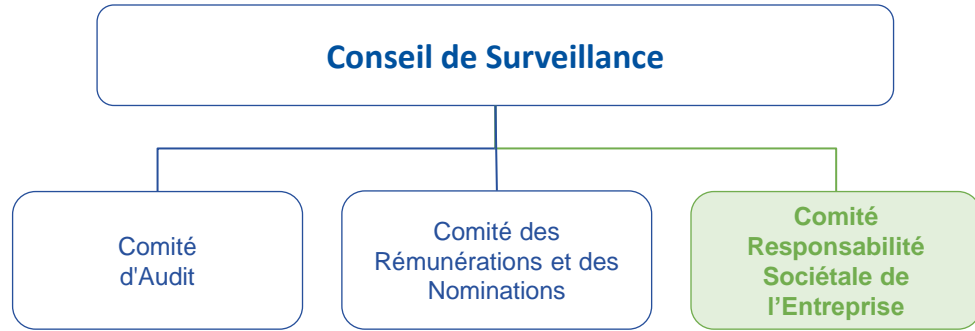 Conseil de Surveillance
Comité
d'Audit
Comité des
Rémunérations et des
Nominations
Comité
Responsabilité
Sociétale de
l’Entreprise